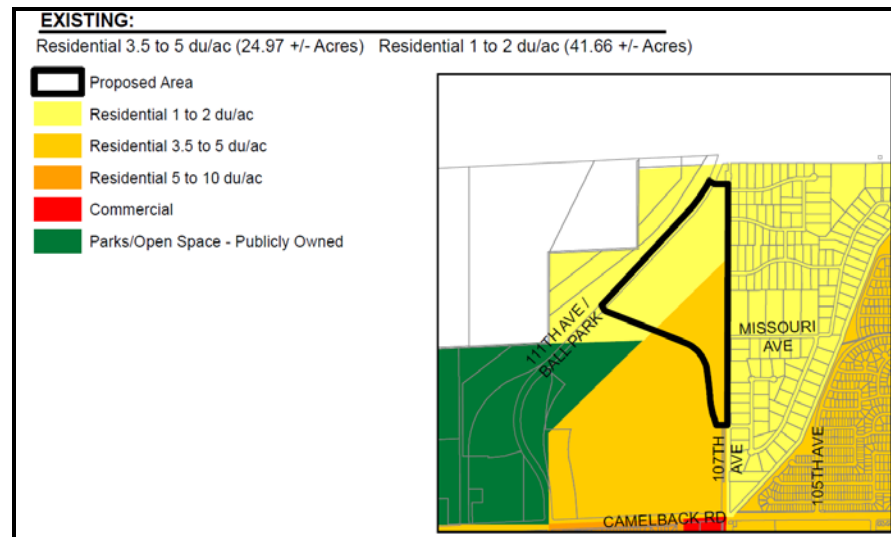 EXISTING:
Residential 3.5 to 5 du/ac (24.97 +/- Acres) Residential 1 to 2 du/ac (41.66 +/- Acres)
Proposed Area
Residential 1 to 2 du/ac
Residential 3.5 to 5 du/ac
Residential 5 to 10 du/ac
Commercial
Parks/Open Space - Publicly Owned
111TH AVE /
BALL PARK
MISSOURI
AVE
107TH
AVE
105TH AVE
CAMELBACK RD